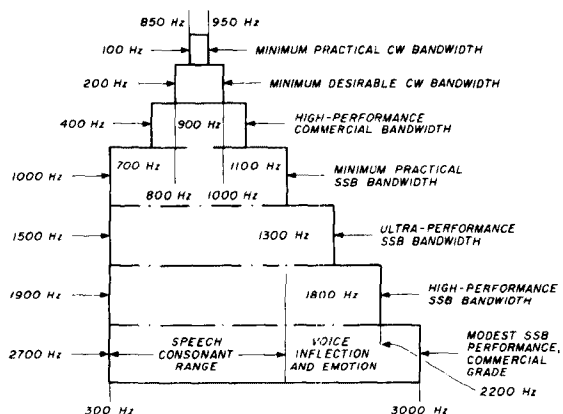 850 Hz 950 Hz
100 Hz MINIMUM PRACTICAL CW BANDWIDTH
200 Hz MINIMUM DESIRABLE CW BANDWIDTH
400 Hz 900 Hz HIGH-PERFORMANCE
COMMERCIAL BANDWIDTH
700 Hz 1100 Hz
1000 Hz MINIMUM PRACTICAL
SSB BANDWIDTH
800 Hz 1000 Hz
1500 Hz 1300 Hz ULTRA-PERFORMANCE
SSB BANDWIDTH
1900 Hz 1800 Hz HIGH-PERFORMANCE
SSB BANDWIDTH
2700 Hz SPEECH
CONSONANT
RANGE
VOICE
INFLECTION
AND EMOTION
MODEST SSB
PERFORMANCE,
COMMERCIAL
GRADE
2200 Hz
300 Hz 3000 Hz